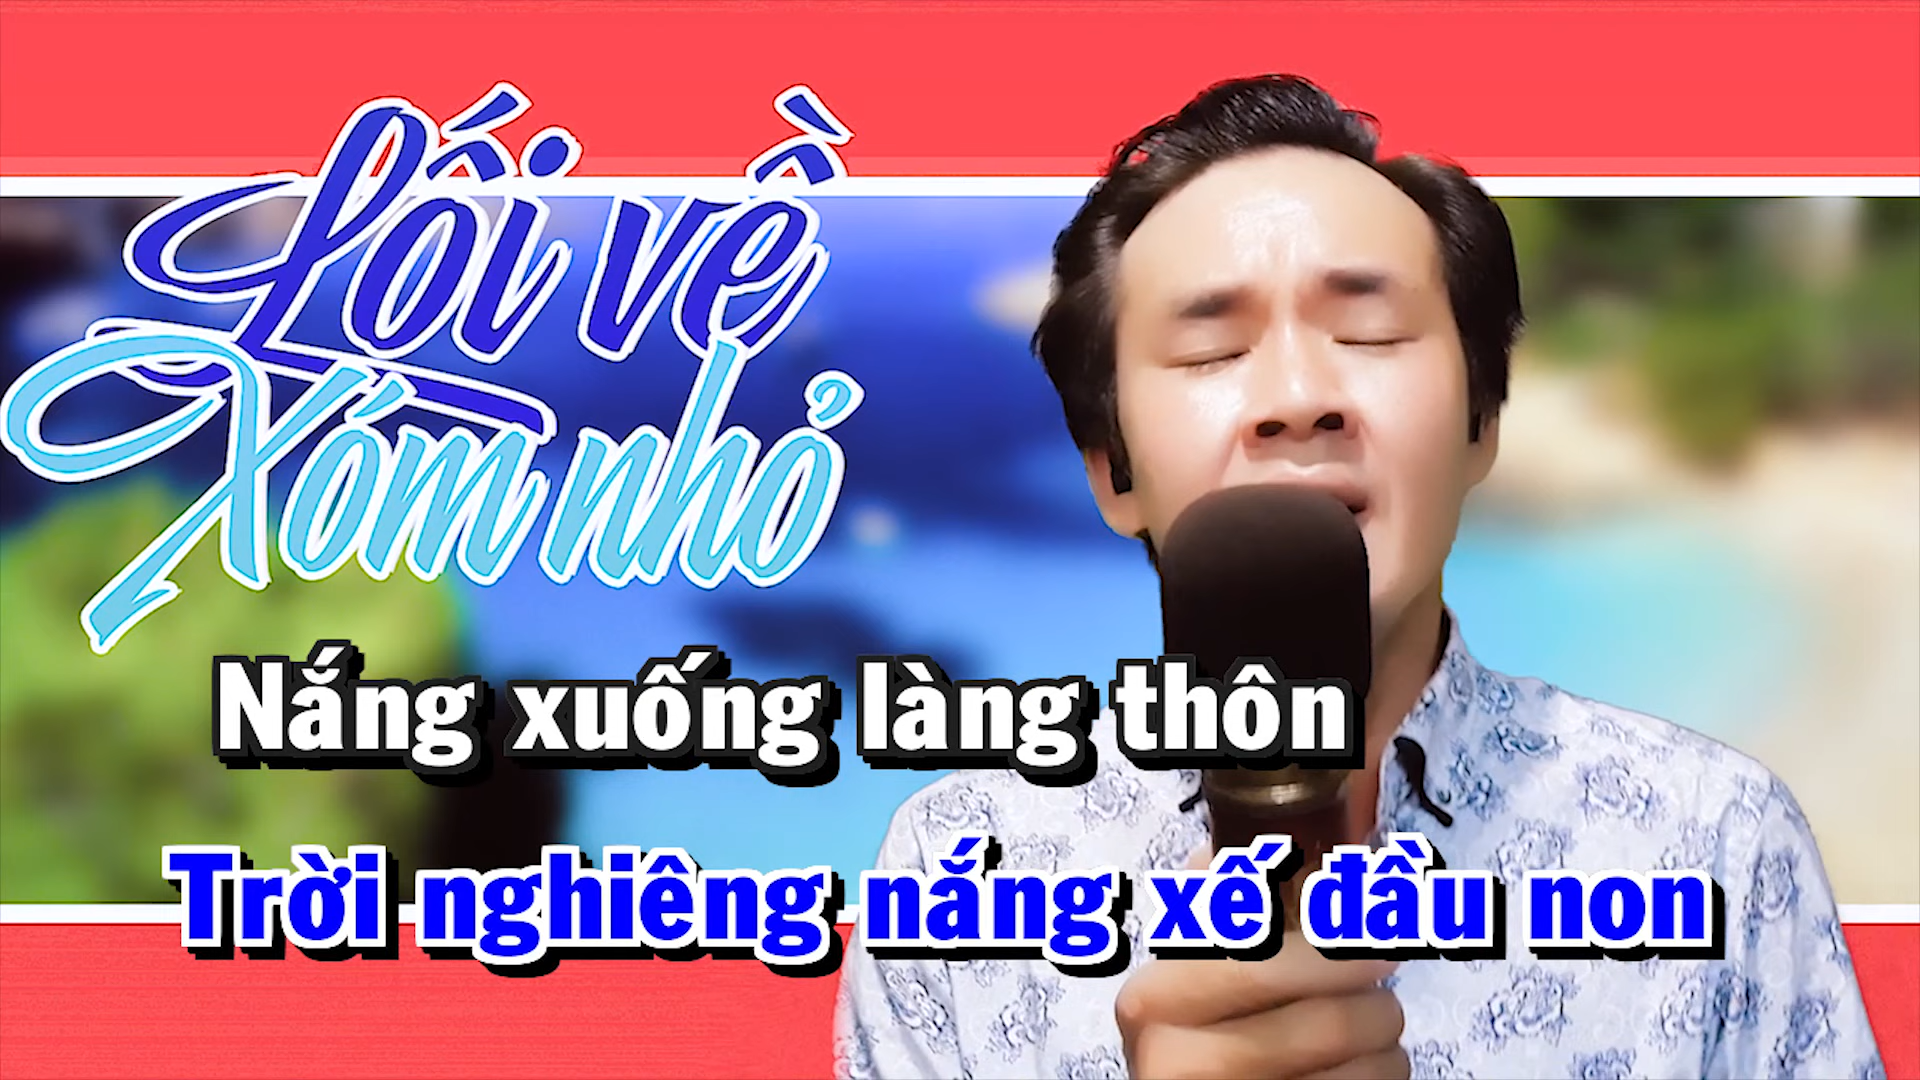 Lối về
Xóm nhỏ
Nắng xuống làng thôn
Trời nghiêng nắng xế đầu non